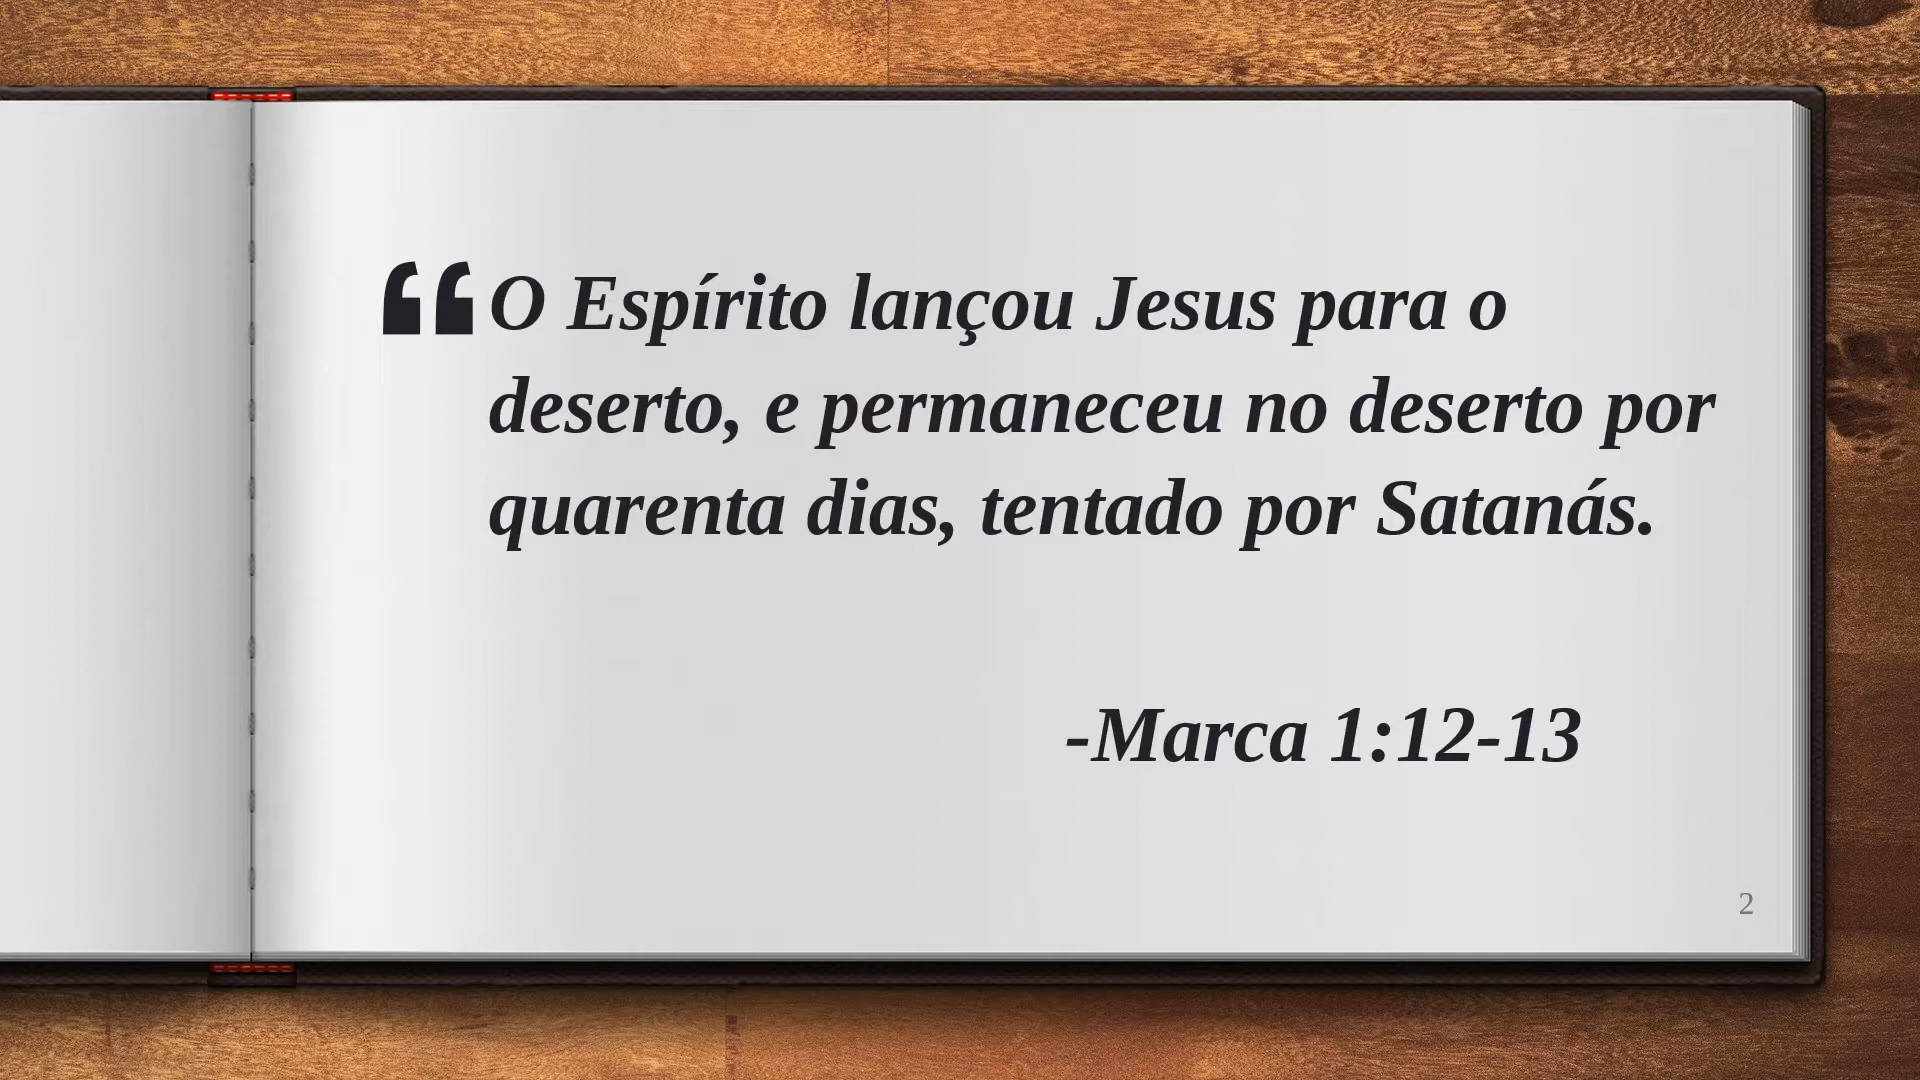 “O Espírito lançou Jesus para o
deserto, e permaneceu no deserto por
quarenta dias, tentado por Satanás.
-Marca 1:12-13
2